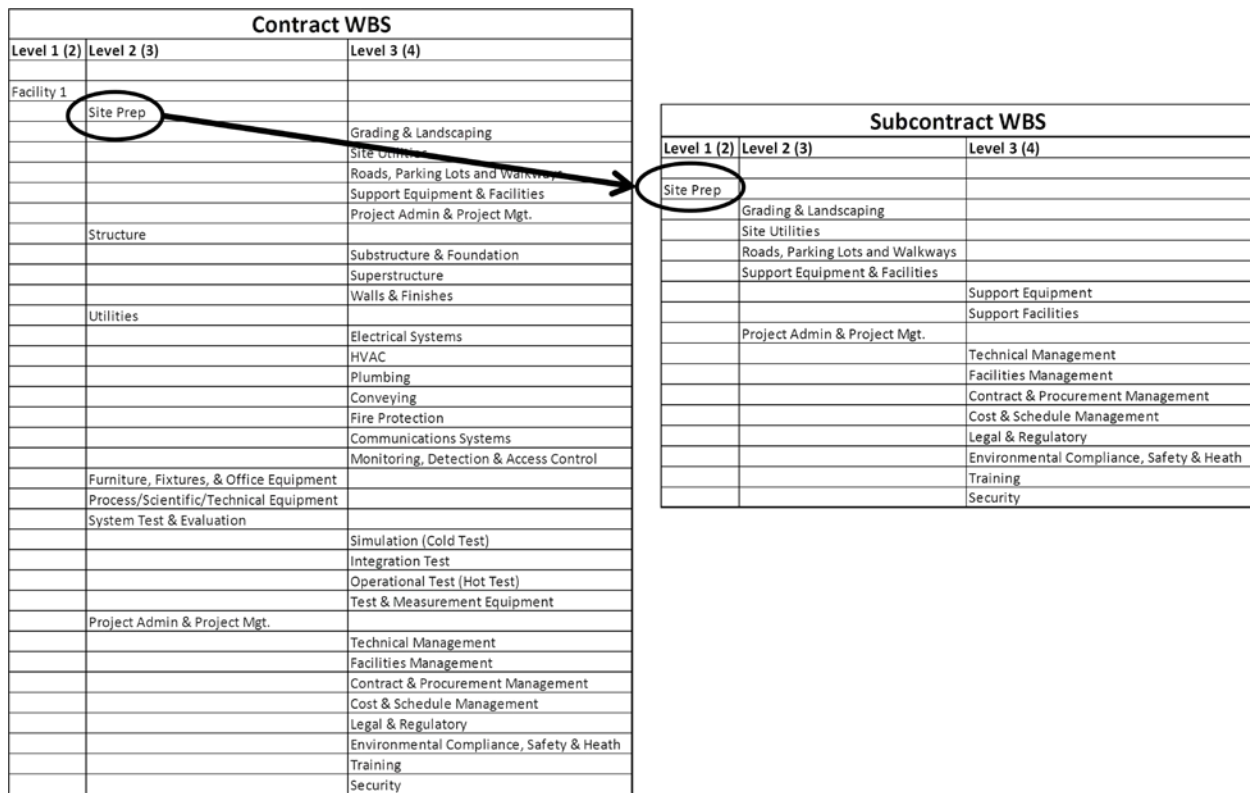 Contract WBS
Level 1 (2) Level 2 (3) Level 3 (4)
Facility 1
Site Prep
Grading & Landscaping
Site Utilities
Roads, Parking Lots and Walkways
Support Equipment & Facilities
Project Admin & Project Mgt.
Structure
Substructure & Foundation
Superstructure
Walls & Finishes
Utilities
Electrical Systems
HVAC
Plumbing
Conveying
Fire Protection
Communications Systems
Monitoring, Detection & Access Control
Furniture, Fixtures, & Office Equipment
Process/Scientific/Technical Equipment
System Test & Evaluation
Simulation (Cold Test)
Integration Test
Operational Test (Hot Test)
Test & Measurement Equipment
Project Admin & Project Mgt.
Technical Management
Facilities Management
Contract & Procurement Management
Cost & Schedule Management
Legal & Regulatory
Environmental Compliance, Safety & Heath
Training
Security
Subcontract WBS
Level 1 (2) Level 2 (3) Level 3 (4)
Site Prep
Grading & Landscaping
Site Utilities
Roads, Parking Lots and Walkways
Support Equipment & Facilities
Support Equipment
Support Facilities
Project Admin & Project Mgt.
Technical Management
Facilities Management
Contract & Procurement Management
Cost & Schedule Management
Legal & Regulatory
Environmental Compliance, Safety & Heath
Training
Security